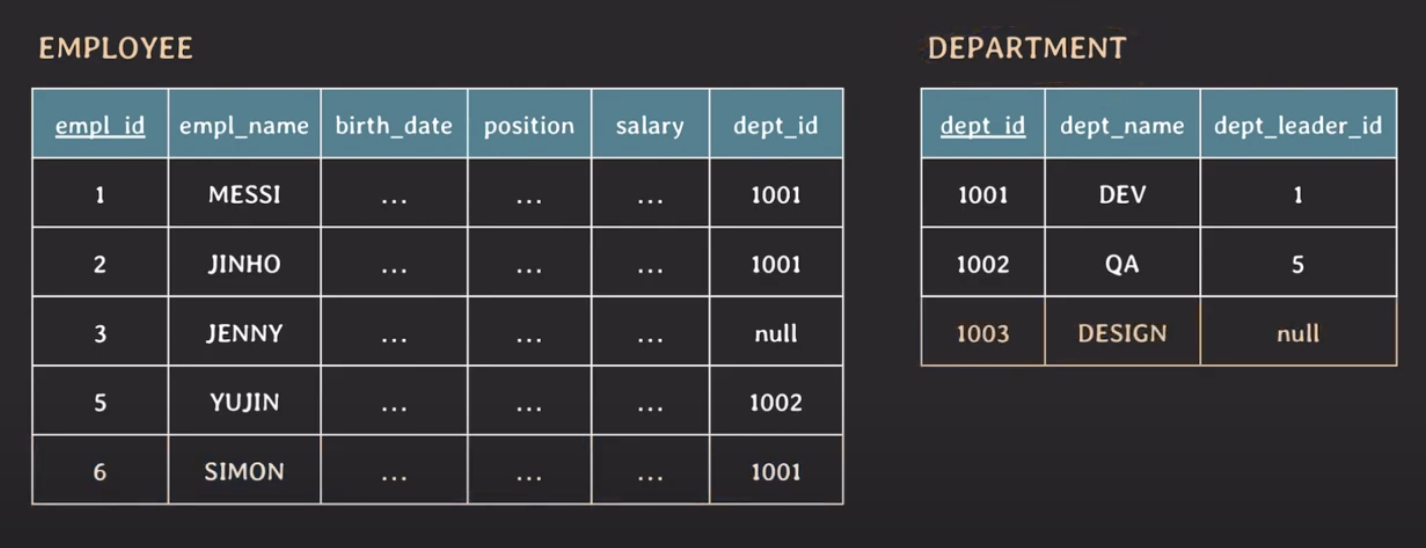 EMPLOYEE
empl_id empl_name birth_date position salary dept_id
1 MESSI ... ... ... 1001
2 JINHO ... ... ... 1001
3 JENNY ... ... ... null
5 YUJIN ... ... ... 1002
6 SIMON ... ... ... 1001
DEPARTMENT
dept_id dept_name dept_leader_id
1001 DEV 1
1002 QA 5
1003 DESIGN null